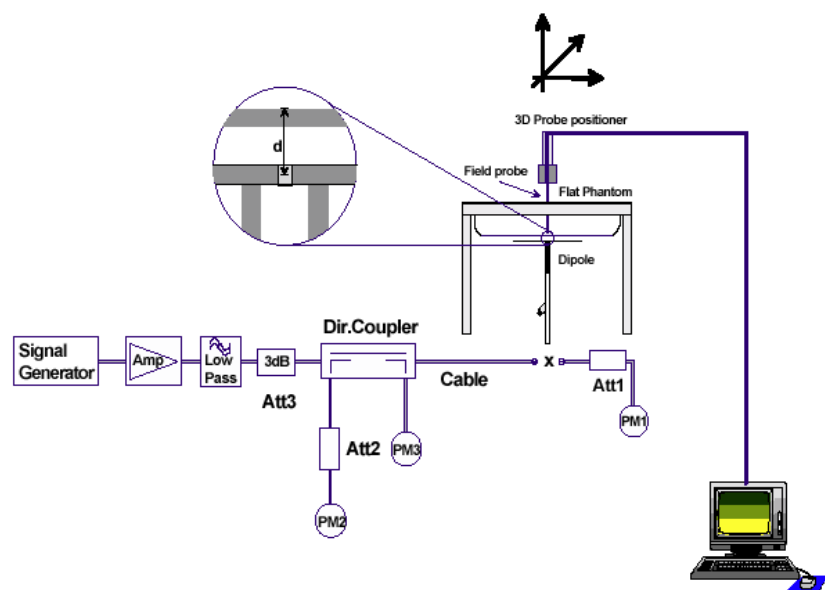 3D Probe positioner
d
Field probe
Flat Phantom
Dipole
Signal
Generator
Amp
Low
Pass
3dB
Att3
Dir.Coupler
Cable
x
Att1
PM1
Att2
PM3
PM2